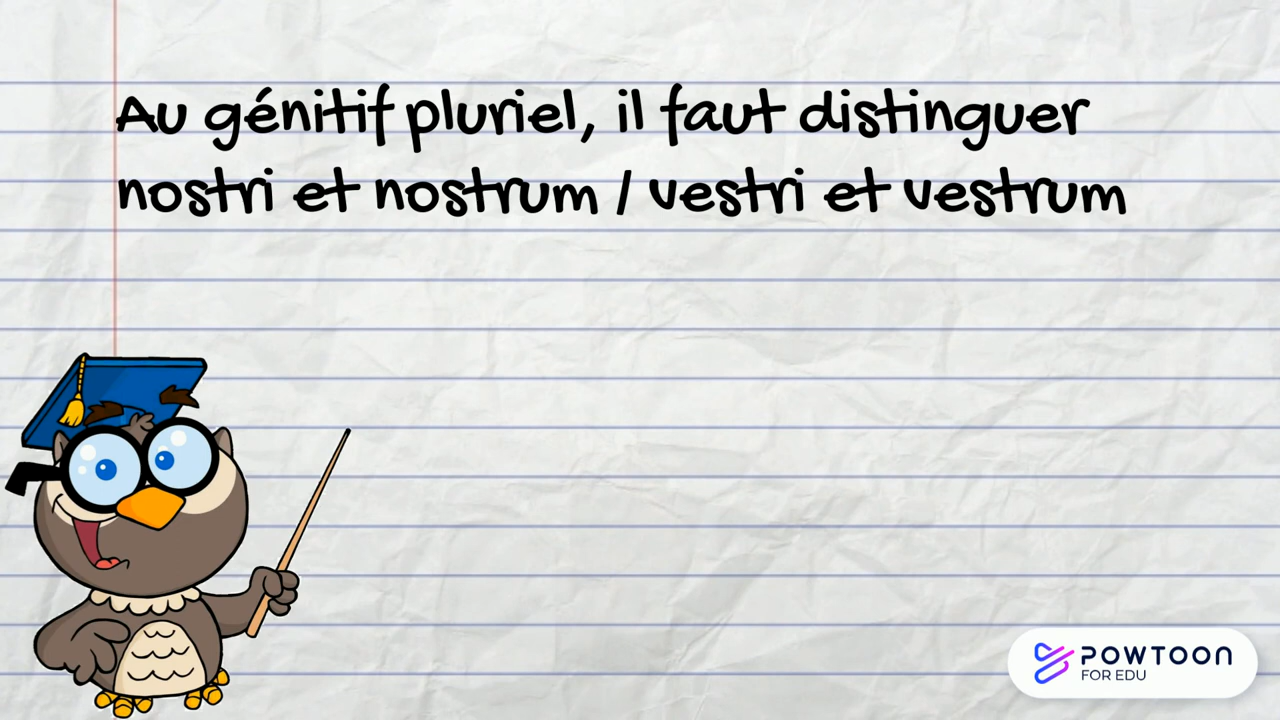 Au génitif pluriel, il faut distinguer
nostri et nostrum / vestri et vestrum
POWTOON
FOR EDU